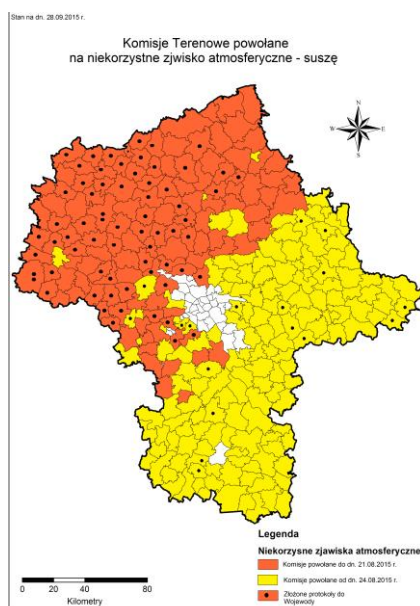 Stan na dn. 28.09.2015 r.
Komisje Terenowe powołane
na niekorzystne zjwisko atmosferyczne - suszę
N
W E
S
Legenda
Niekorzysne zjawiska atmosferyczne
Komisje powołane do dn. 21.08.2015 r.
Komisje powołane od dn. 24.08.2015 r.
Złożone protokoły do
Wojewody
0 20 40 80
Kilometry